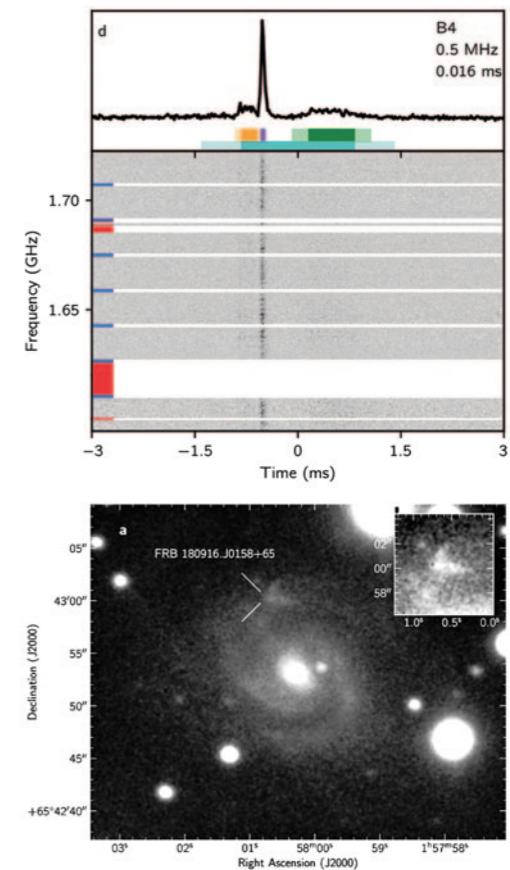 d
B4
0.5 MHz
0.016 ms
1.70
1.65
Frequency (GHz)
−3
−1.5
0
1.5
3
Time (ms)
a
FRB 180916.J0158+65
02″
00″
58″
1.0ˢ
0.5ˢ
0.0ˢ
05″
43′00″
55″
50″
45″
+65°42′40″
Declination (J2000)
03ˢ
02ˢ
01ˢ
58ᵐ00ˢ
59ˢ
1ʰ57ᵐ58ˢ
Right Ascension (J2000)